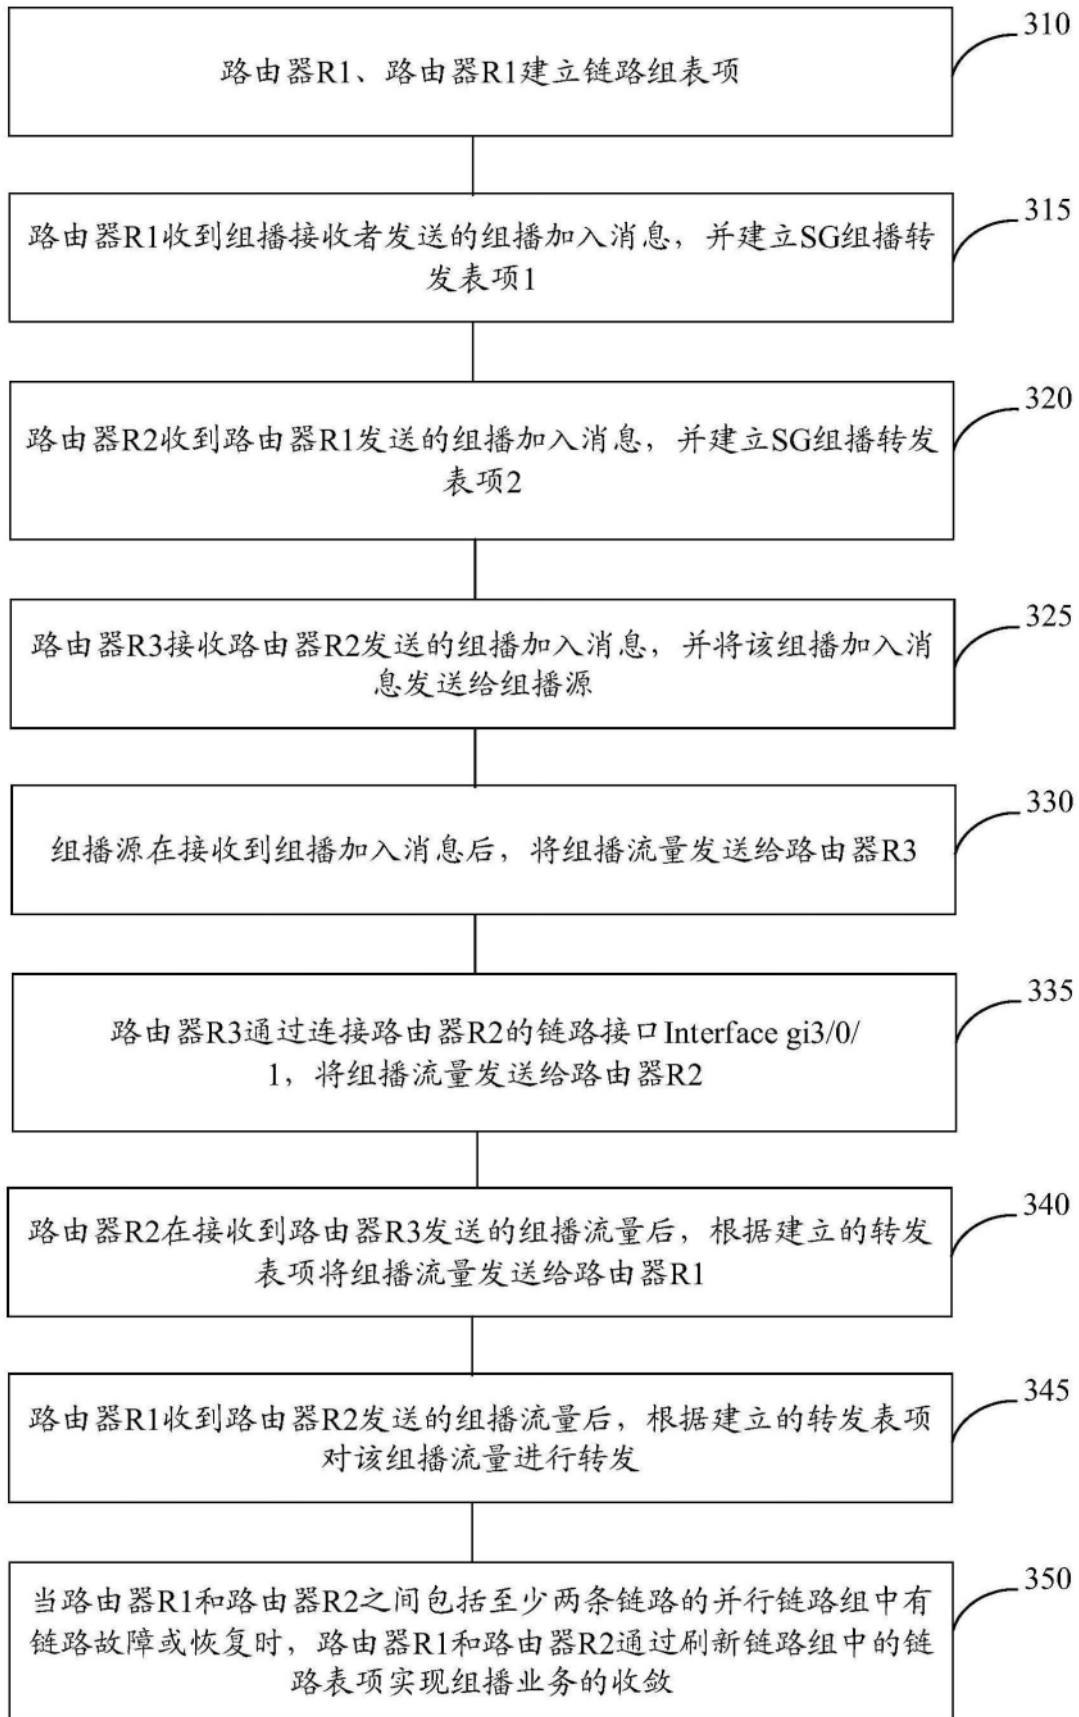 310
路由器R1、路由器R1建立链路组表项
315
路由器R1收到组播接收者发送的组播加入消息，并建立SG组播转
发表项1
320
路由器R2收到路由器R1发送的组播加入消息，并建立SG组播转发
表项2
325
路由器R3接收路由器R2发送的组播加入消息，并将该组播加入消
息发送给组播源
330
组播源在接收到组播加入消息后，将组播流量发送给路由器R3
335
路由器R3通过连接路由器R2的链路接口Interface gi3/0/
1，将组播流量发送给路由器R2
340
路由器R2在接收到路由器R3发送的组播流量后，根据建立的转发
表项将组播流量发送给路由器R1
345
路由器R1收到路由器R2发送的组播流量后，根据建立的转发表项
对该组播流量进行转发
350
当路由器R1和路由器R2之间包括至少两条链路的并行链路组中有
链路故障或恢复时，路由器R1和路由器R2通过刷新链路组中的链
路表项实现组播业务的收敛